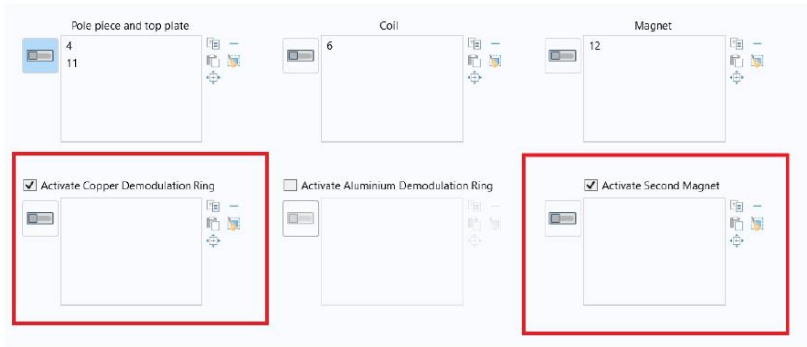 Pole piece and top plate
4
11
Coil
6
Magnet
12
Activate Copper Demodulation Ring
Activate Aluminium Demodulation Ring
Activate Second Magnet